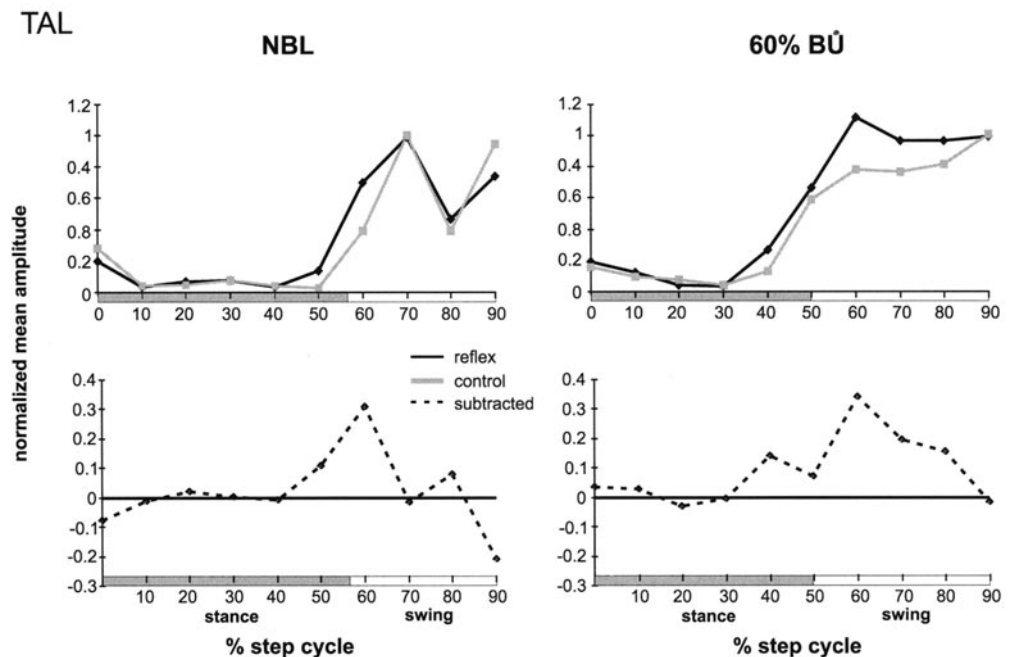 TAL
NBL
60% BŮ
normalized mean amplitude
1.2
1
0.4
0.6
0.8
0.2
0
0 10 20 30 40 50 60 70 80 90
1.2
1
0.4
0.6
0.8
0.2
0
0 10 20 30 40 50 60 70 80 90
reflex
control
subtracted
0.4
0.3
0.2
0.1
0
-0.1
-0.2
-0.3
10 20 30 40 50 60 70 80 90
stance swing
% step cycle
0.4
0.3
0.2
0.1
0
-0.1
-0.2
-0.3
10 20 30 40 50 60 70 80 90
stance swing
% step cycle